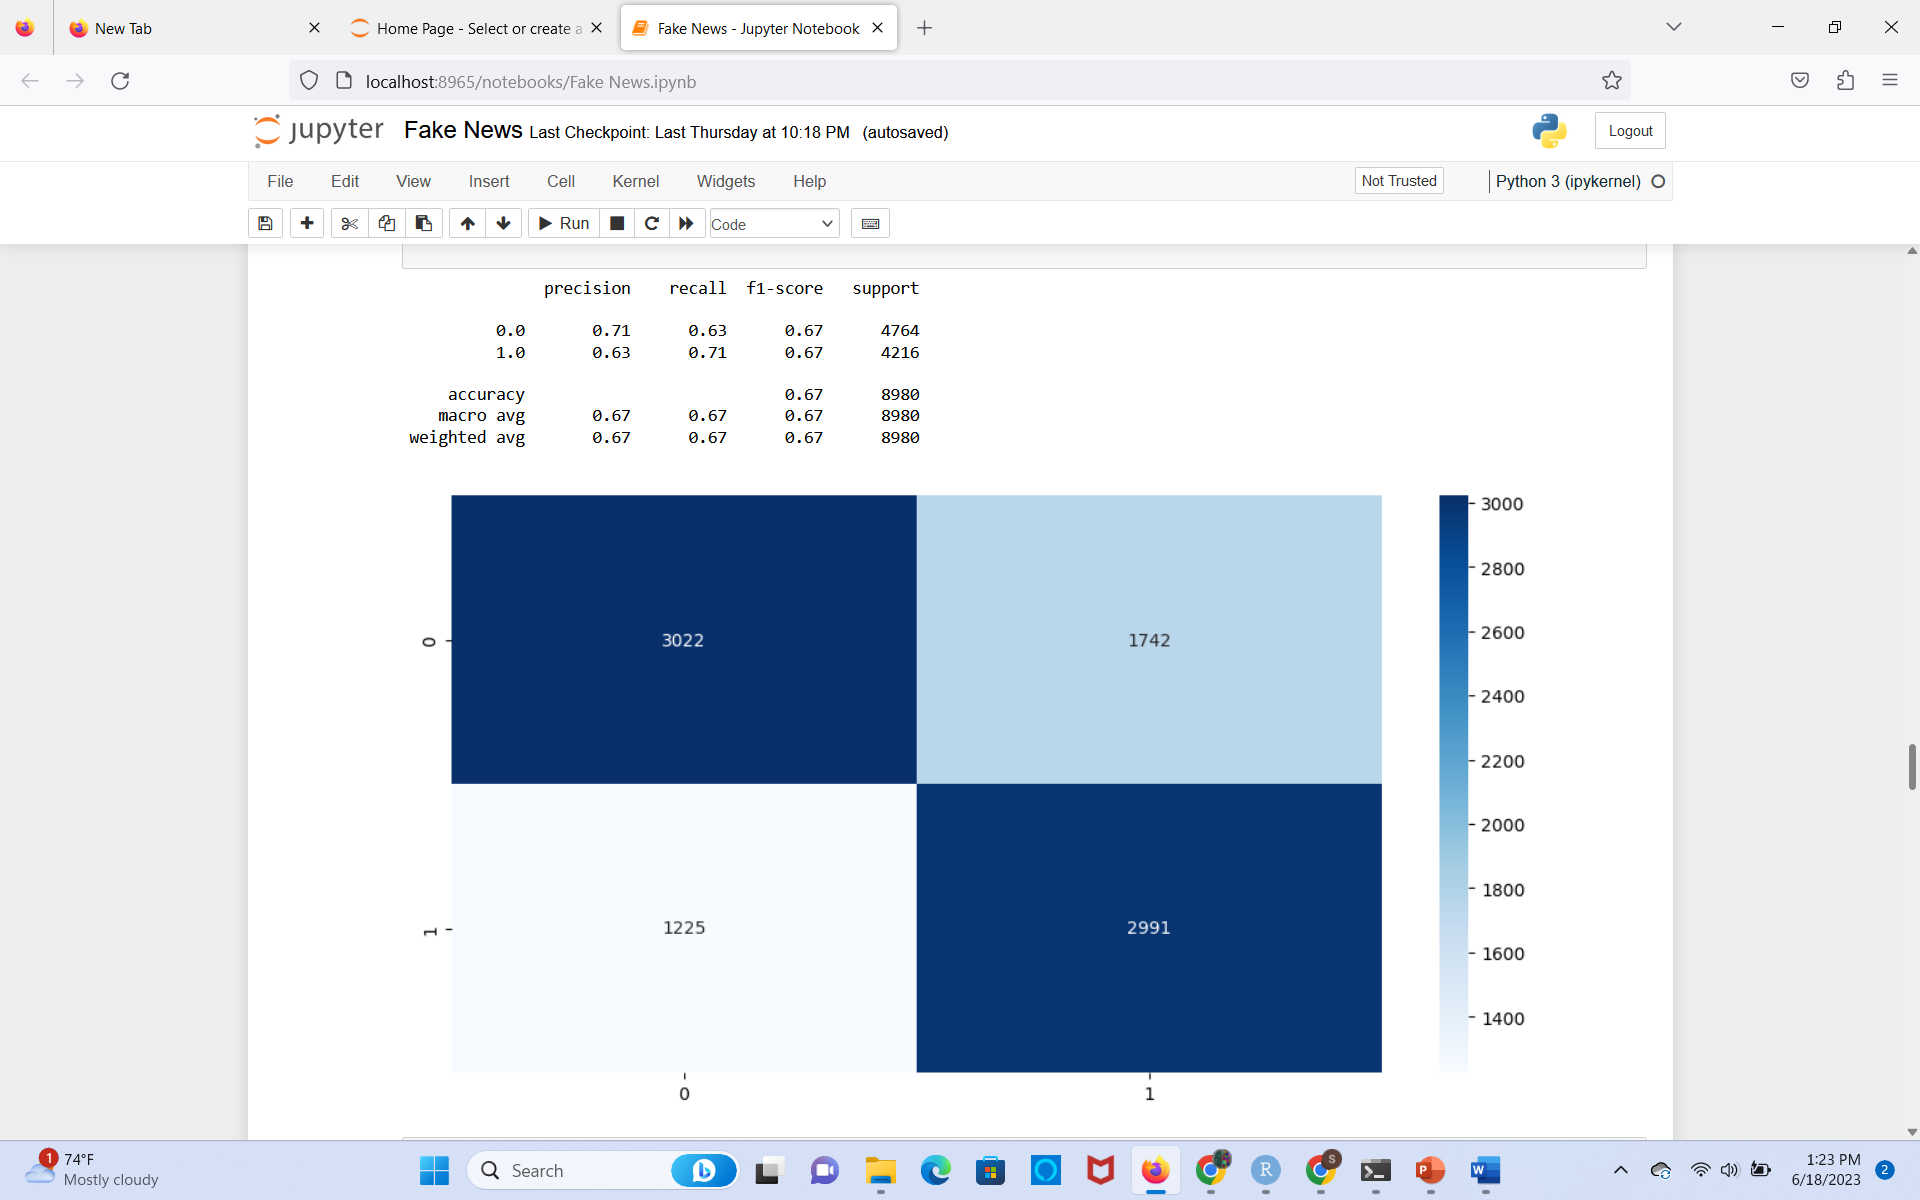 New Tab
Home Page - Select or create a
Fake News - Jupyter Notebook
localhost:8965/notebooks/Fake News.ipynb
jupyter Fake News Last Checkpoint: Last Thursday at 10:18 PM (autosaved)
Logout
File Edit View Insert Cell Kernel Widgets Help
Not Trusted
Python 3 (ipykernel)
Run
Code
precision recall f1-score support
0.0 0.71 0.63 0.67 4764
1.0 0.63 0.71 0.67 4216
accuracy 0.67 8980
macro avg 0.67 0.67 0.67 8980
weighted avg 0.67 0.67 0.67 8980
0
3022
1742
1
1225
2991
0
1
3000
2800
2600
2400
2200
2000
1800
1600
1400
1
74°F
Mostly cloudy
Search
b
R
S
P
W
1:23 PM
6/18/2023
2